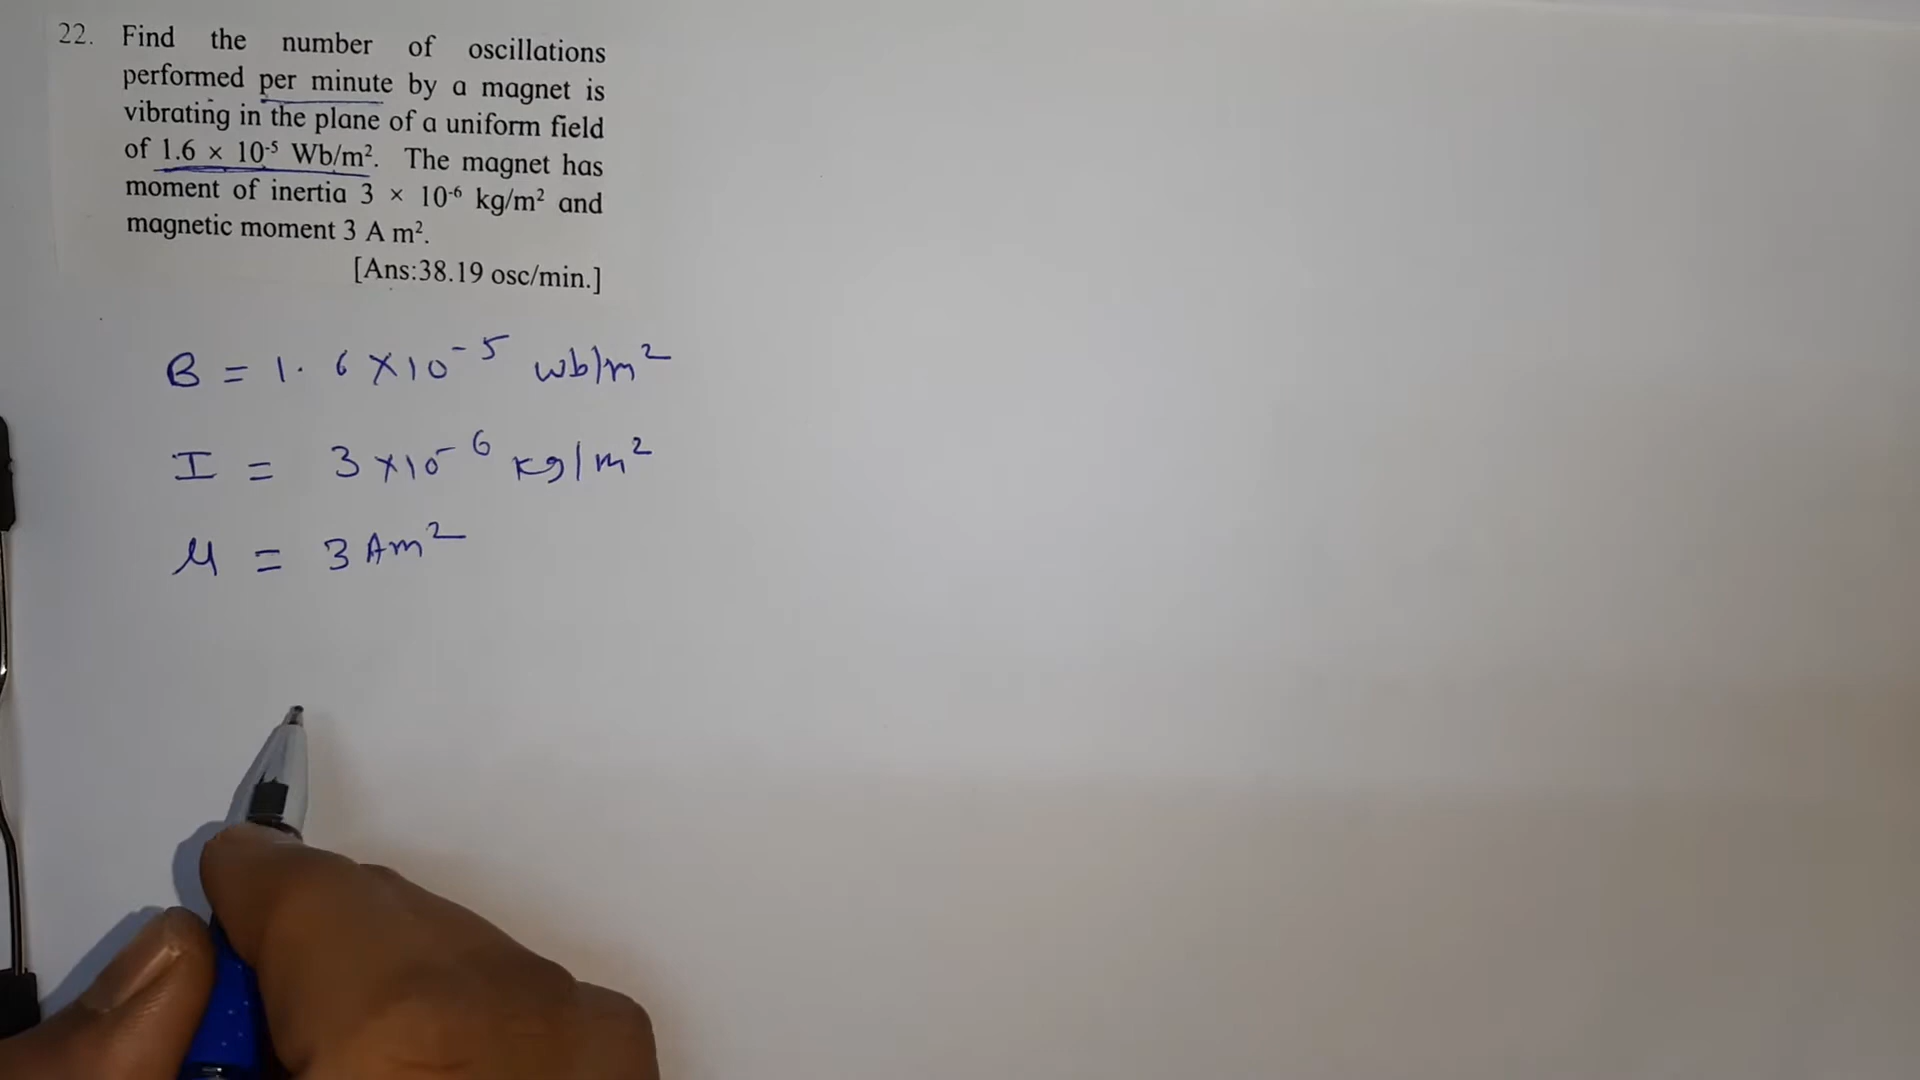 22. Find the number of oscillations
performed per minute by a magnet is
vibrating in the plane of a uniform field
of 1.6 × 10⁻⁵ Wb/m². The magnet has
moment of inertia 3 × 10⁻⁶ kg/m² and
magnetic moment 3 A m².
[Ans:38.19 osc/min.]
B = 1.6 × 10⁻⁵ wb/m²
I = 3 × 10⁻⁶ kg/m²
μ = 3 Am²